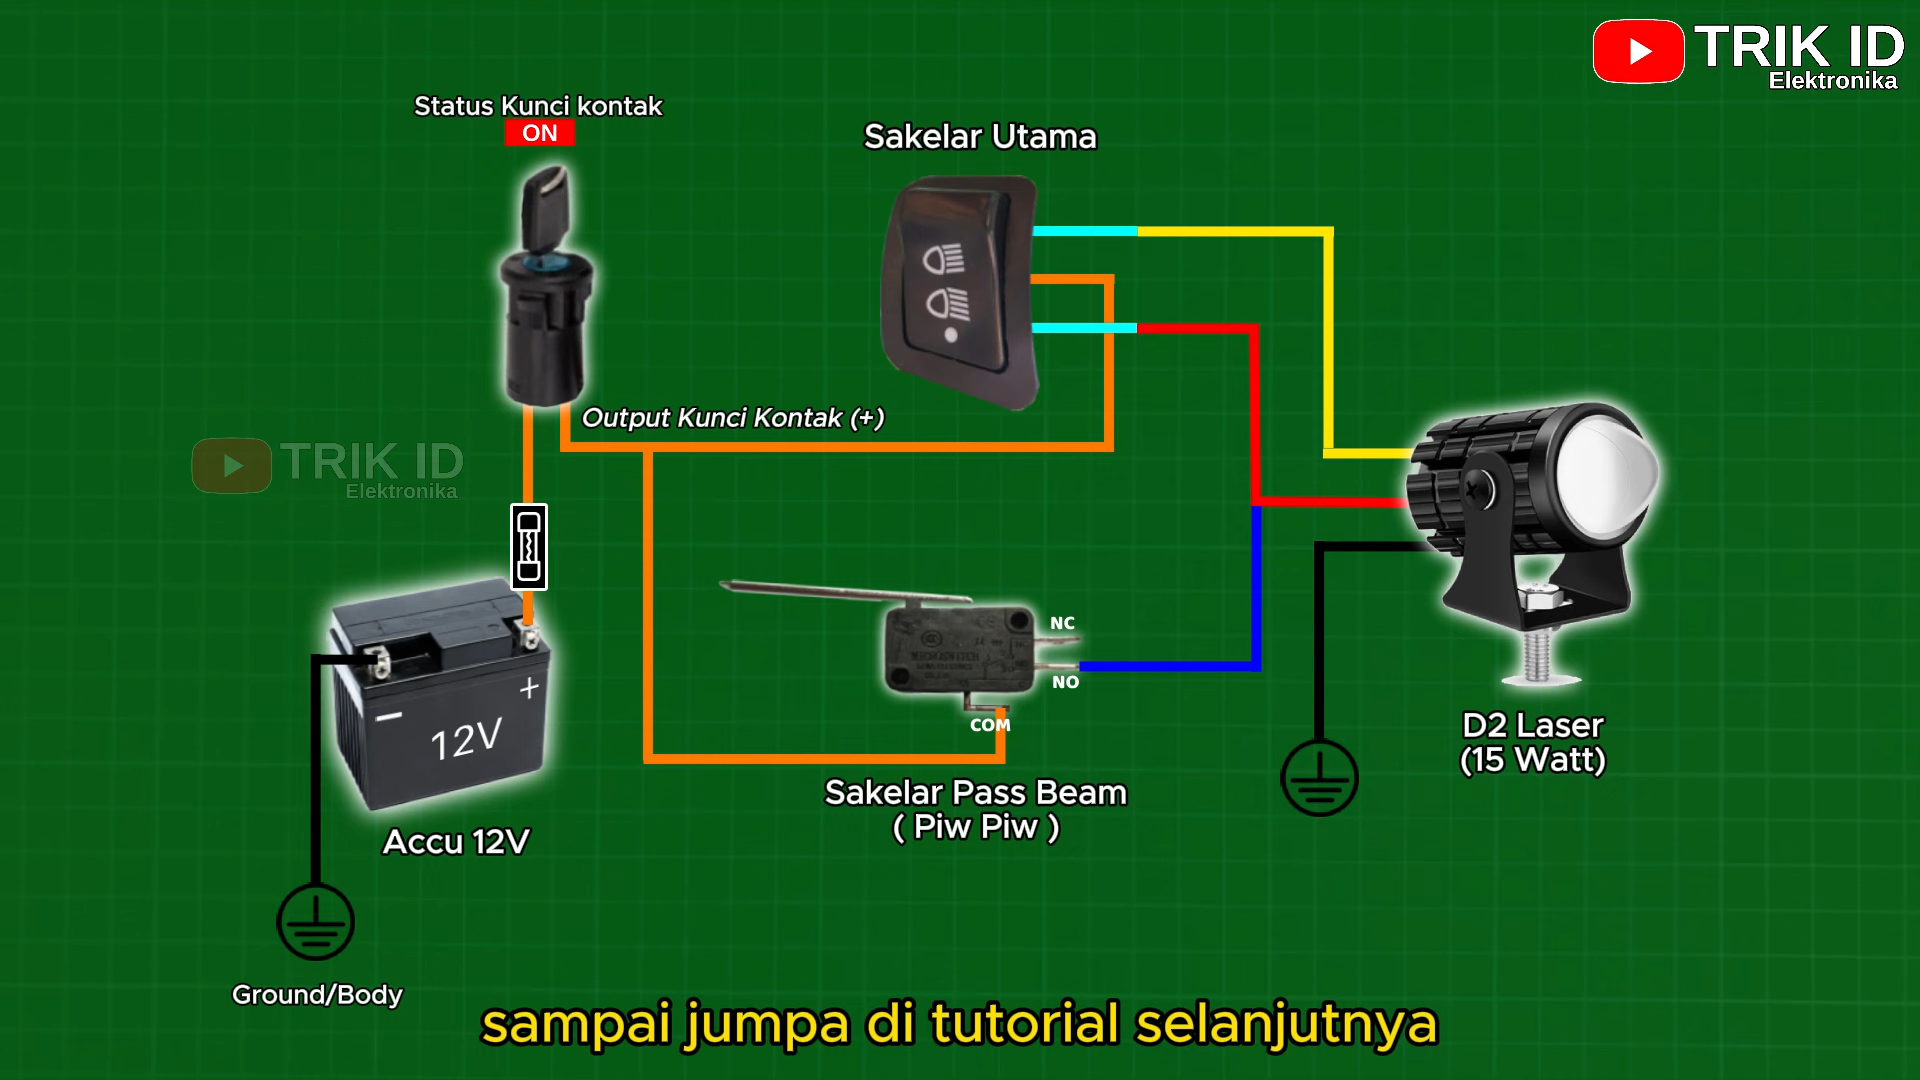 TRIK ID
Elektronika
Status Kunci kontak
ON
Sakelar Utama
Output Kunci Kontak (+)
TRIK ID
Elektronika
NC
NO
COM
+
−
12V
D2 Laser
(15 Watt)
Sakelar Pass Beam
( Piw Piw )
Accu 12V
Ground/Body
sampai jumpa di tutorial selanjutnya